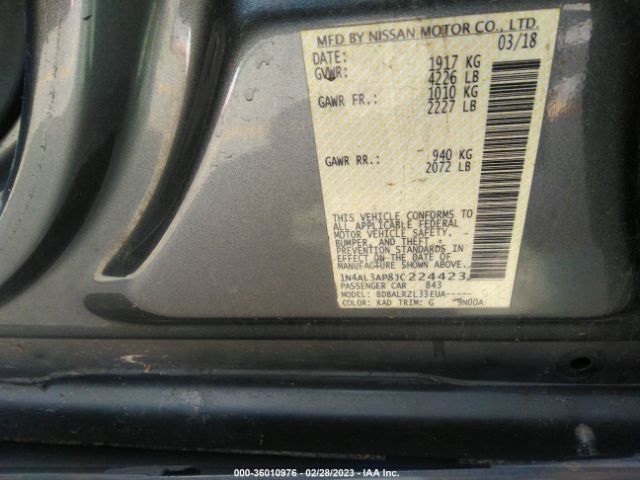 MFD BY NISSAN MOTOR CO., LTD.
DATE: 03/18
GVWR: 1917 KG
4226 LB
GAWR FR.: 1010 KG
2227 LB
GAWR RR.: 940 KG
2072 LB
THIS VEHICLE CONFORMS TO
ALL APPLICABLE FEDERAL
MOTOR VEHICLE SAFETY,
BUMPER, AND THEFT
PREVENTION STANDARDS IN
EFFECT ON THE DATE OF
MANUFACTURE SHOWN ABOVE.
1N4AL3AP8JC224423
PASSENGER CAR 843
MODEL: BDBALRZL33EUA-----
COLOR: KAD TRIM: G 9N00A
000-36010976 - 02/28/2023 - IAA Inc.